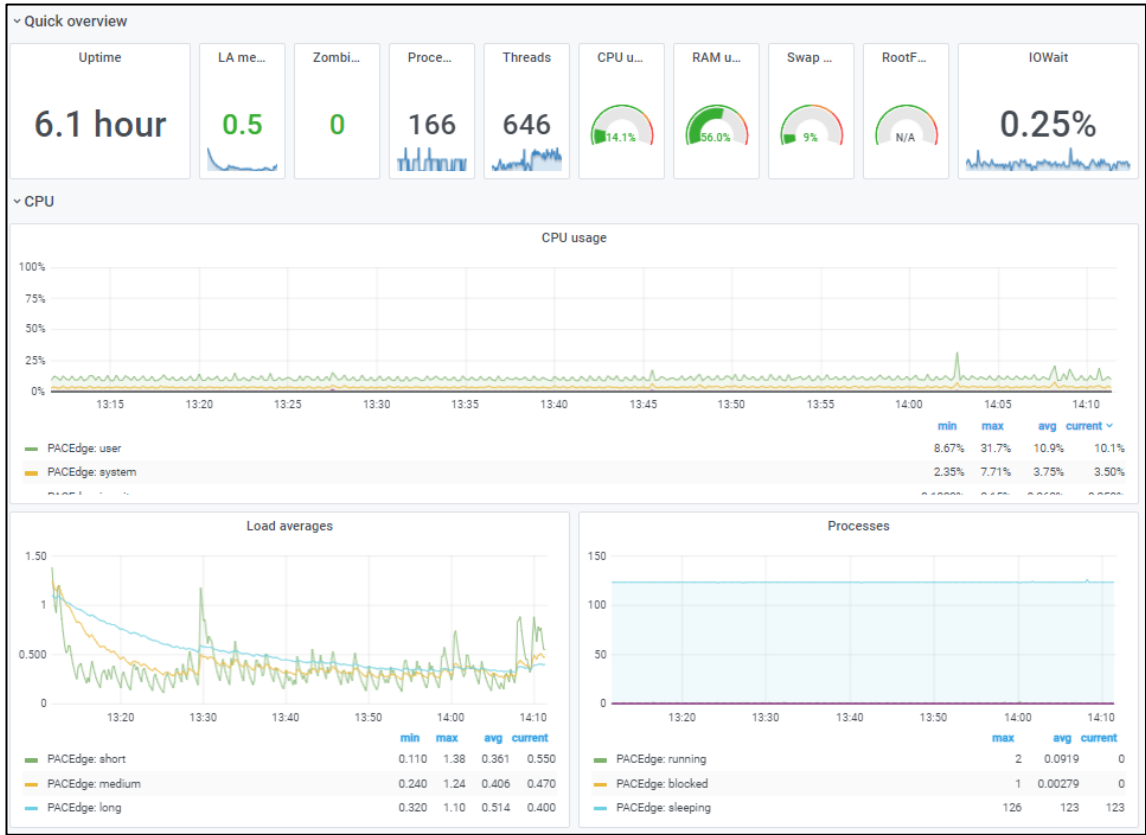 Quick overview
Uptime LA me... Zombi... Proce... Threads CPU u... RAM u... Swap ... RootF... IOWait
6.1 hour 0.5 0 166 646 14.1% 56.0% 9% N/A 0.25%
CPU
CPU usage
100%
75%
50%
25%
0%
13:15 13:20 13:25 13:30 13:35 13:40 13:45 13:50 13:55 14:00 14:05 14:10
min max avg current
PACEdge: user 8.67% 31.7% 10.9% 10.1%
PACEdge: system 2.35% 7.71% 3.75% 3.50%
Load averages
1.50
1
0.500
0
13:20 13:30 13:40 13:50 14:00 14:10
min max avg current
PACEdge: short 0.110 1.38 0.361 0.550
PACEdge: medium 0.240 1.24 0.406 0.470
PACEdge: long 0.320 1.10 0.514 0.400
Processes
150
100
50
0
13:20 13:30 13:40 13:50 14:00 14:10
max avg current
PACEdge: running 2 0.0919 0
PACEdge: blocked 1 0.00279 0
PACEdge: sleeping 126 123 123